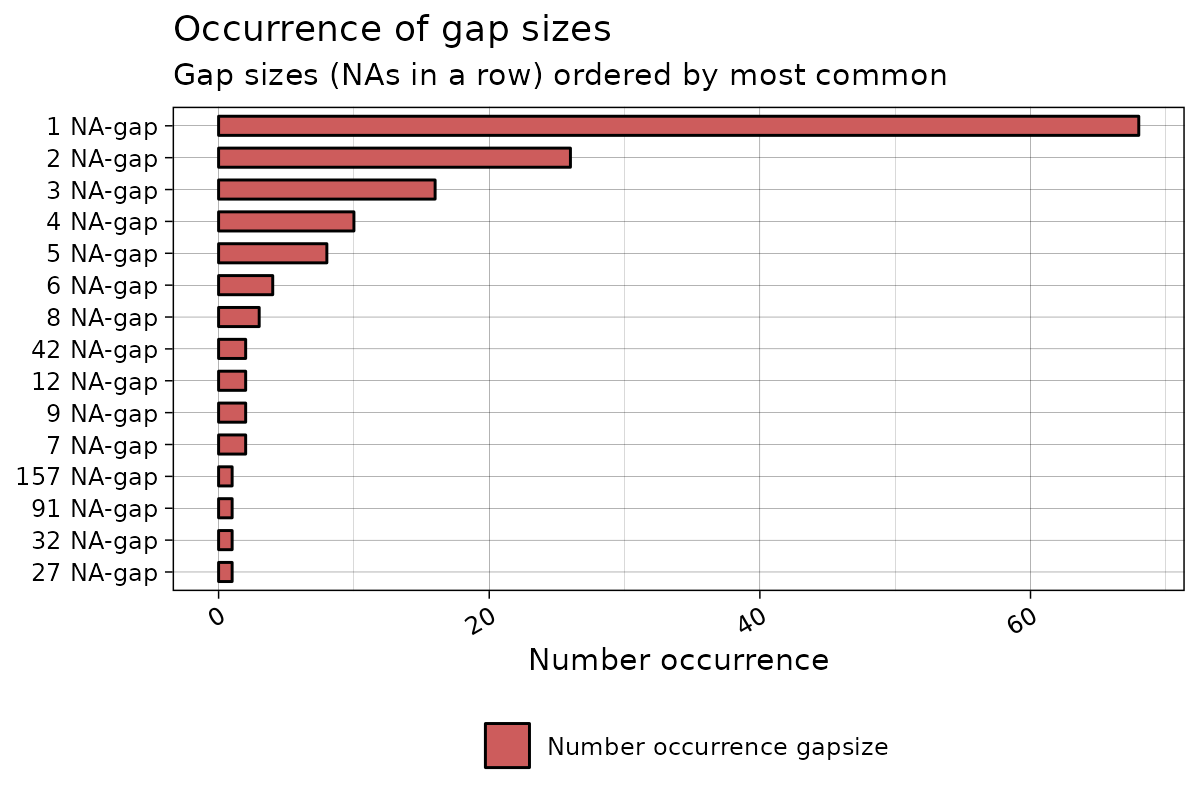 Occurrence of gap sizes
Gap sizes (NAs in a row) ordered by most common
1 NA-gap
2 NA-gap
3 NA-gap
4 NA-gap
5 NA-gap
6 NA-gap
8 NA-gap
42 NA-gap
12 NA-gap
9 NA-gap
7 NA-gap
157 NA-gap
91 NA-gap
32 NA-gap
27 NA-gap
0 20 40 60
Number occurrence
Number occurrence gapsize